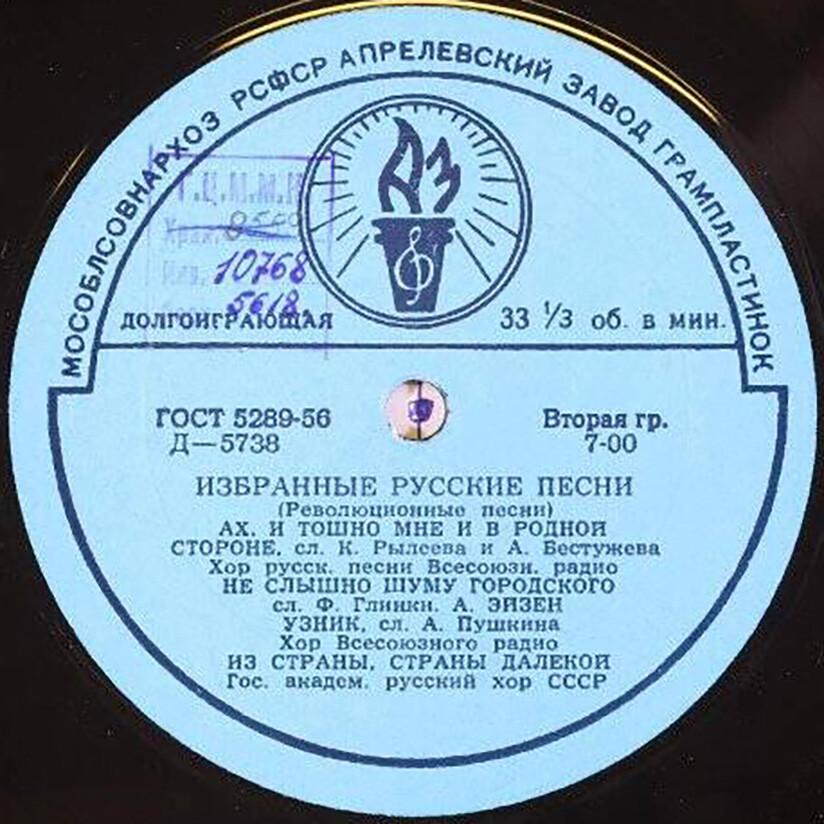 МОСОБЛСОВНАРХОЗ РСФСР АПРЕЛЕВСКИЙ ЗАВОД ГРАМПЛАСТИНОК
АЗ
Г.Ц.М.М.К
10768
5618.
ДОЛГОИГРАЮЩАЯ 33 1/3 об. в мин.
ГОСТ 5289-56 Вторая гр.
Д—5738 7-00
ИЗБРАННЫЕ РУССКИЕ ПЕСНИ
(Революционные песни)
АХ, И ТОШНО МНЕ И В РОДНОЙ
СТОРОНЕ, сл. К. Рылеева и А. Бестужева
Хор русск. песни Всесоюзн. радио
НЕ СЛЫШНО ШУМУ ГОРОДСКОГО
сл. Ф. Глинки. А. ЭЙЗЕН
УЗНИК, сл. А. Пушкина
Хор Всесоюзного радио
ИЗ СТРАНЫ, СТРАНЫ ДАЛЕКОЙ
Гос. академ. русский хор СССР